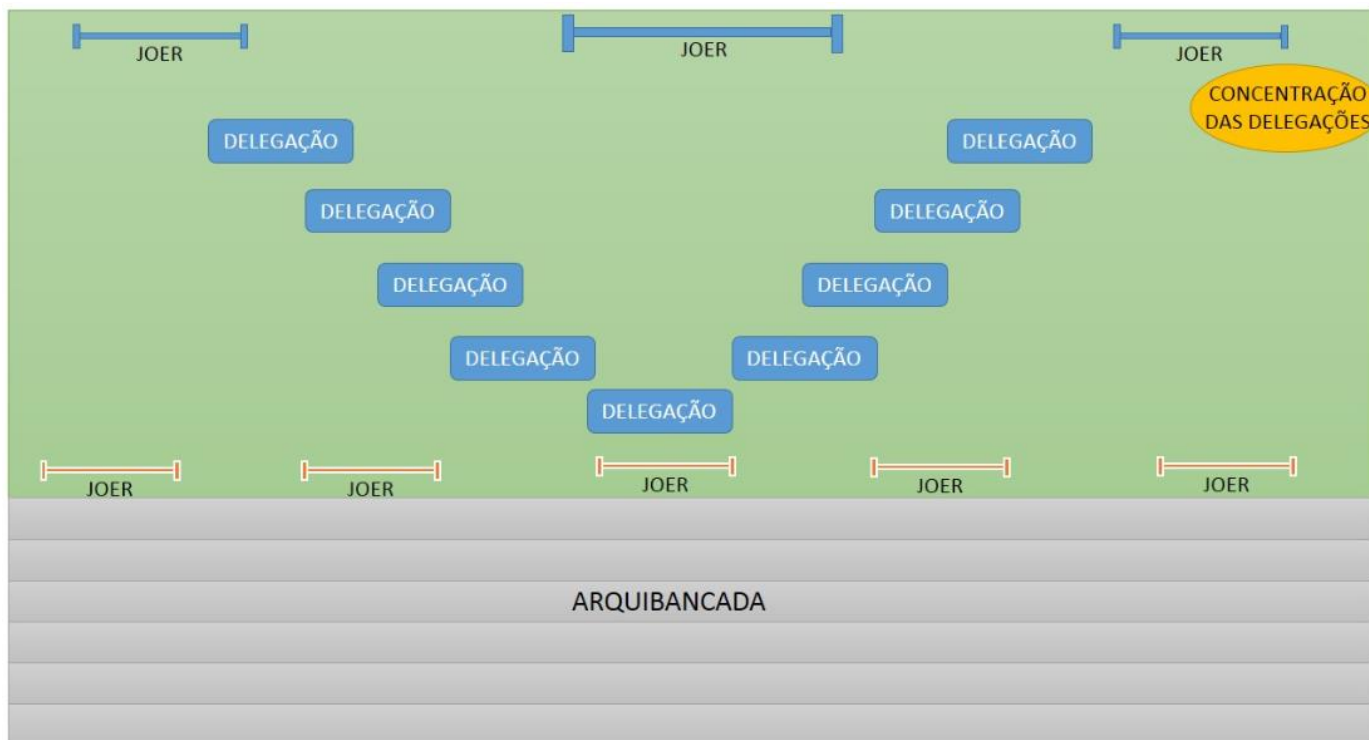 JOER
JOER
JOER
CONCENTRAÇÃO
DAS DELEGAÇÕES
DELEGAÇÃO
DELEGAÇÃO
DELEGAÇÃO
DELEGAÇÃO
DELEGAÇÃO
DELEGAÇÃO
DELEGAÇÃO
DELEGAÇÃO
DELEGAÇÃO
JOER
JOER
JOER
JOER
JOER
ARQUIBANCADA